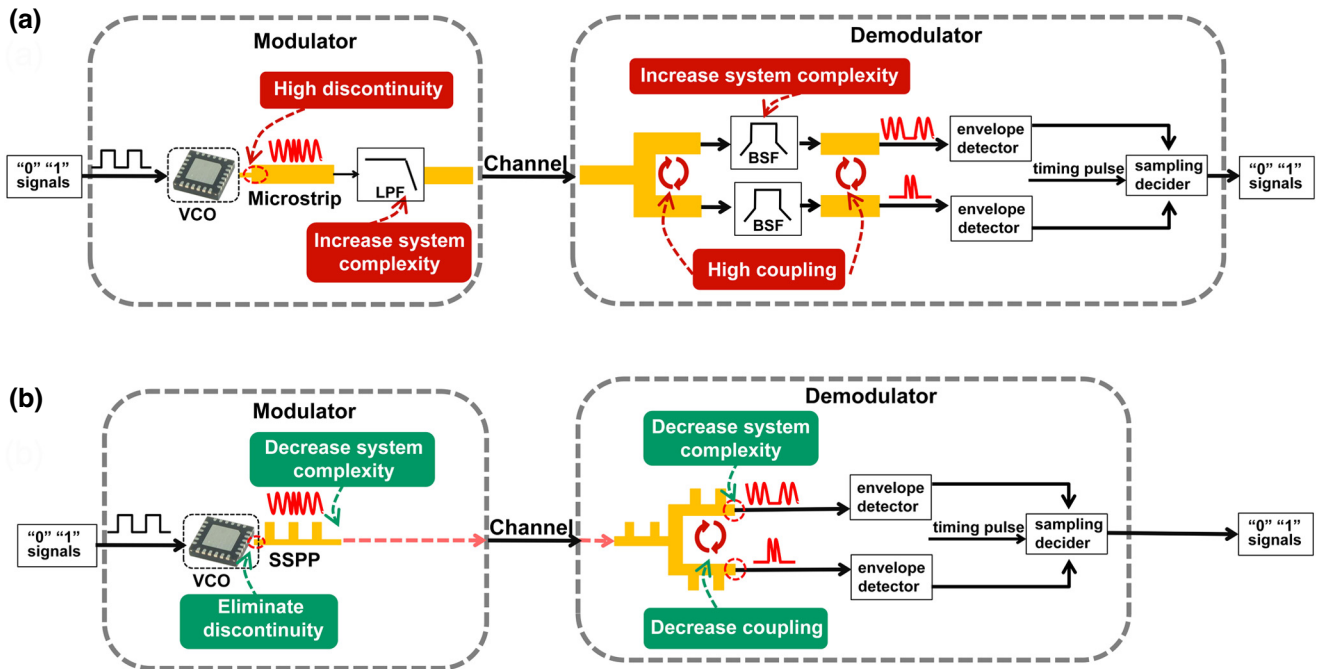 (a)
Modulator
Demodulator
High discontinuity
Increase system complexity
"0" "1"
signals
VCO
Microstrip
LPF
Increase system
complexity
Channel
BSF
BSF
High coupling
envelope
detector
timing pulse
envelope
detector
sampling
decider
"0" "1"
signals
(b)
(b)
Modulator
Demodulator
Decrease system
complexity
Decrease system
complexity
"0" "1"
signals
VCO
SSPP
Eliminate
discontinuity
Channel
Decrease coupling
envelope
detector
timing pulse
envelope
detector
sampling
decider
"0" "1"
signals
(a)